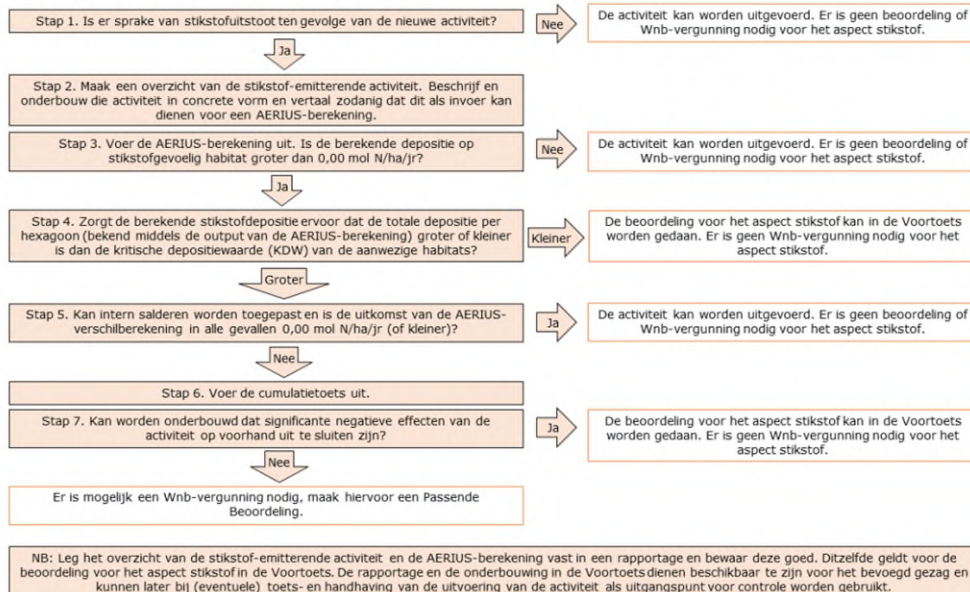 Stap 1. Is er sprake van stikstofuitstoot ten gevolge van de nieuwe activiteit?
Nee
De activiteit kan worden uitgevoerd. Er is geen beoordeling of
Wnb-vergunning nodig voor het aspect stikstof.
Ja
Stap 2. Maak een overzicht van de stikstof-emitterende activiteit. Beschrijf en
onderbouw die activiteit in concrete vorm en vertaal zodanig dat dit als invoer kan
dienen voor een AERIUS-berekening.
Stap 3. Voer de AERIUS-berekening uit. Is de berekende depositie op
stikstofgevoelig habitat groter dan 0,00 mol N/ha/jr?
Nee
De activiteit kan worden uitgevoerd. Er is geen beoordeling of
Wnb-vergunning nodig voor het aspect stikstof.
Ja
Stap 4. Zorgt de berekende stikstofdepositie ervoor dat de totale depositie per
hexagoon (bekend middels de output van de AERIUS-berekening) groter of kleiner
is dan de kritische depositiewaarde (KDW) van de aanwezige habitats?
Kleiner
De beoordeling voor het aspect stikstof kan in de Voortoets
worden gedaan. Er is geen Wnb-vergunning nodig voor het
aspect stikstof.
Groter
Stap 5. Kan intern salderen worden toegepast en is de uitkomst van de AERIUS-
verschilberekening in alle gevallen 0,00 mol N/ha/jr (of kleiner)?
Ja
De activiteit kan worden uitgevoerd. Er is geen beoordeling of
Wnb-vergunning nodig voor het aspect stikstof.
Nee
Stap 6. Voer de cumulatietoets uit.
Stap 7. Kan worden onderbouwd dat significante negatieve effecten van de
activiteit op voorhand uit te sluiten zijn?
Ja
De beoordeling voor het aspect stikstof kan in de Voortoets
worden gedaan. Er is geen Wnb-vergunning nodig voor het
aspect stikstof.
Nee
Er is mogelijk een Wnb-vergunning nodig, maak hiervoor een Passende
Beoordeling.
NB: Leg het overzicht van de stikstof-emitterende activiteit en de AERIUS-berekening vast in een rapportage en bewaar deze goed. Ditzelfde geldt voor de
beoordeling voor het aspect stikstof in de Voortoets. De rapportage en de onderbouwing in de Voortoets dienen beschikbaar te zijn voor het bevoegd gezag en
kunnen later bij (eventuele) toets- en handhaving van de uitvoering van de activiteit als uitgangspunt voor controle worden gebruikt.